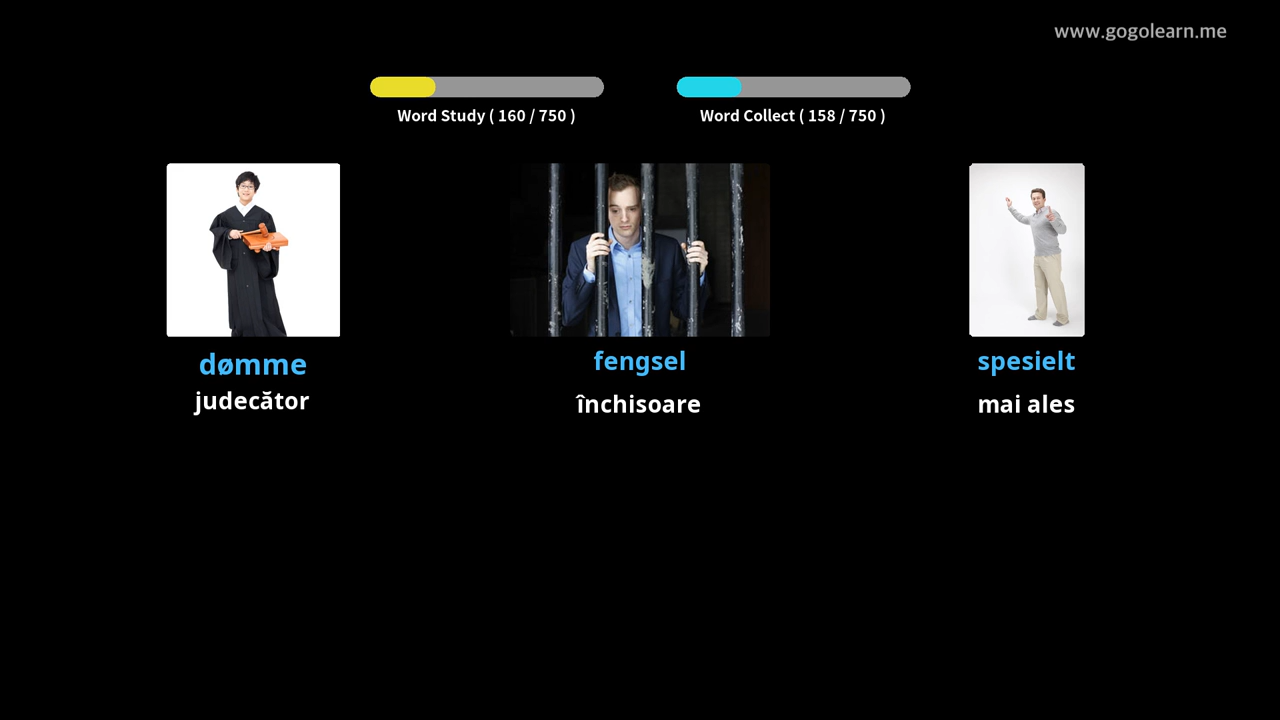 www.gogolearn.me
Word Study ( 160 / 750 )
Word Collect ( 158 / 750 )
dømme
judecător
fengsel
închisoare
spesielt
mai ales